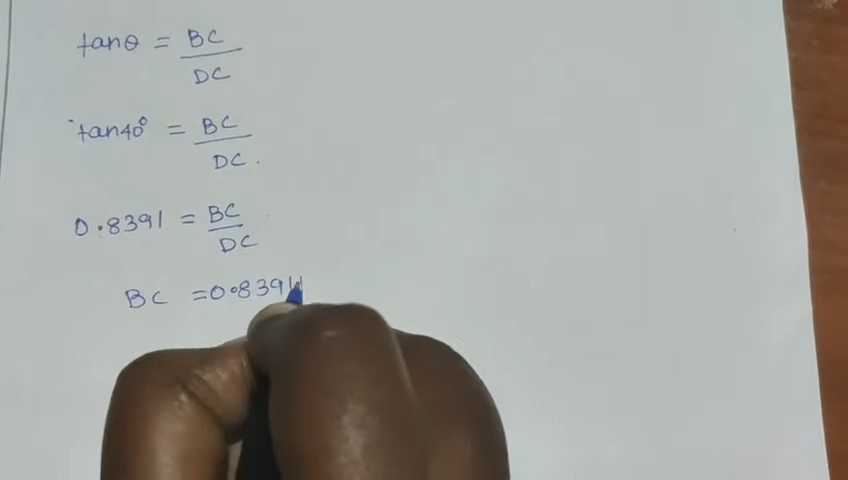 tanθ = BC
DC
tan40° = BC
DC.
0.8391 = BC
DC
BC = 0.8391